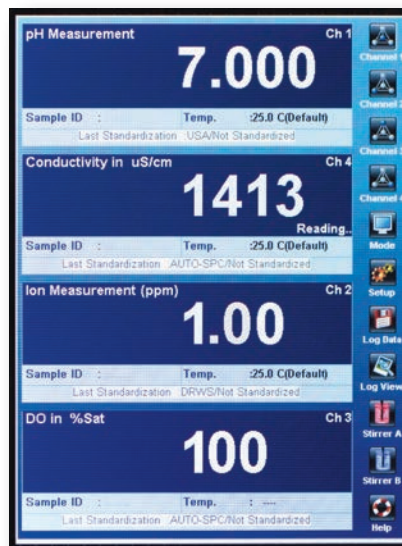 pH Measurement Ch 1
7.000
Sample ID : Temp. :25.0 C(Default)
Last Standardization :USA/Not Standardized
Conductivity in uS/cm Ch 4
1413
Reading..
Sample ID : Temp. :25.0 C(Default)
Last Standardization :AUTO-SPC/Not Standardized
Ion Measurement (ppm) Ch 2
1.00
Sample ID : Temp. :25.0 C(Default)
Last Standardization :DRWS/Not Standardized
DO in %Sat Ch 3
100
Sample ID : Temp. : ----
Last Standardization :AUTO-SPC/Not Standardized
Channel 1
Channel 2
Channel 3
Channel 4
Mode
Setup
Log Data
Log View
Stirrer A
Stirrer B
Help